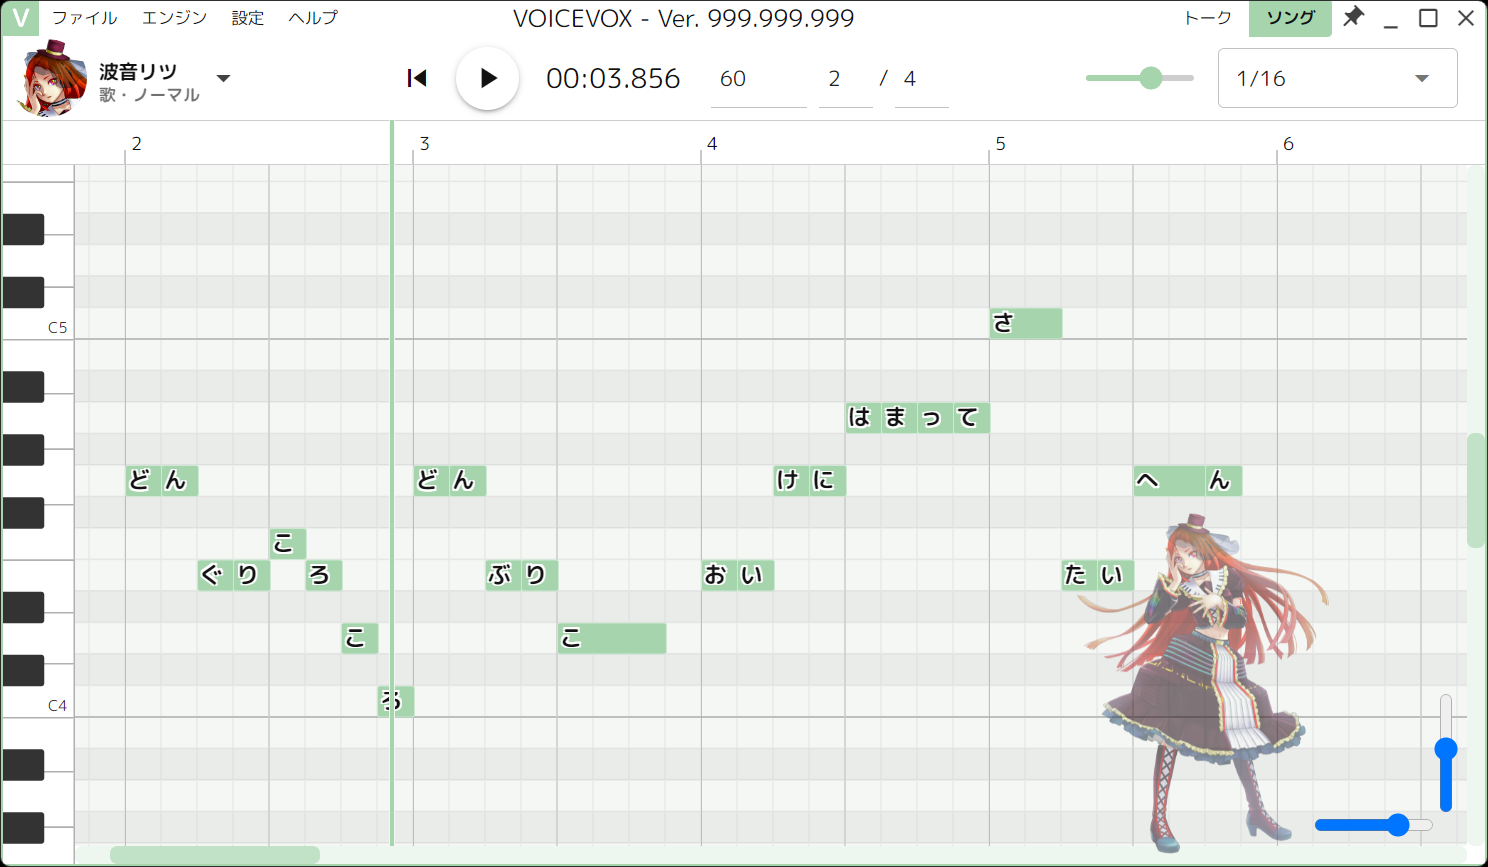 V ファイル エンジン 設定 ヘルプ VOICEVOX - Ver. 999.999.999 トーク ソング
波音リツ
歌・ノーマル
00:03.856 60 2 / 4 1/16
2 3 4 5 6
C5
さ
はまって
どん どん けに へん
こ
ぐり ろ ぶり おい たい
こ こ
C4 ろ